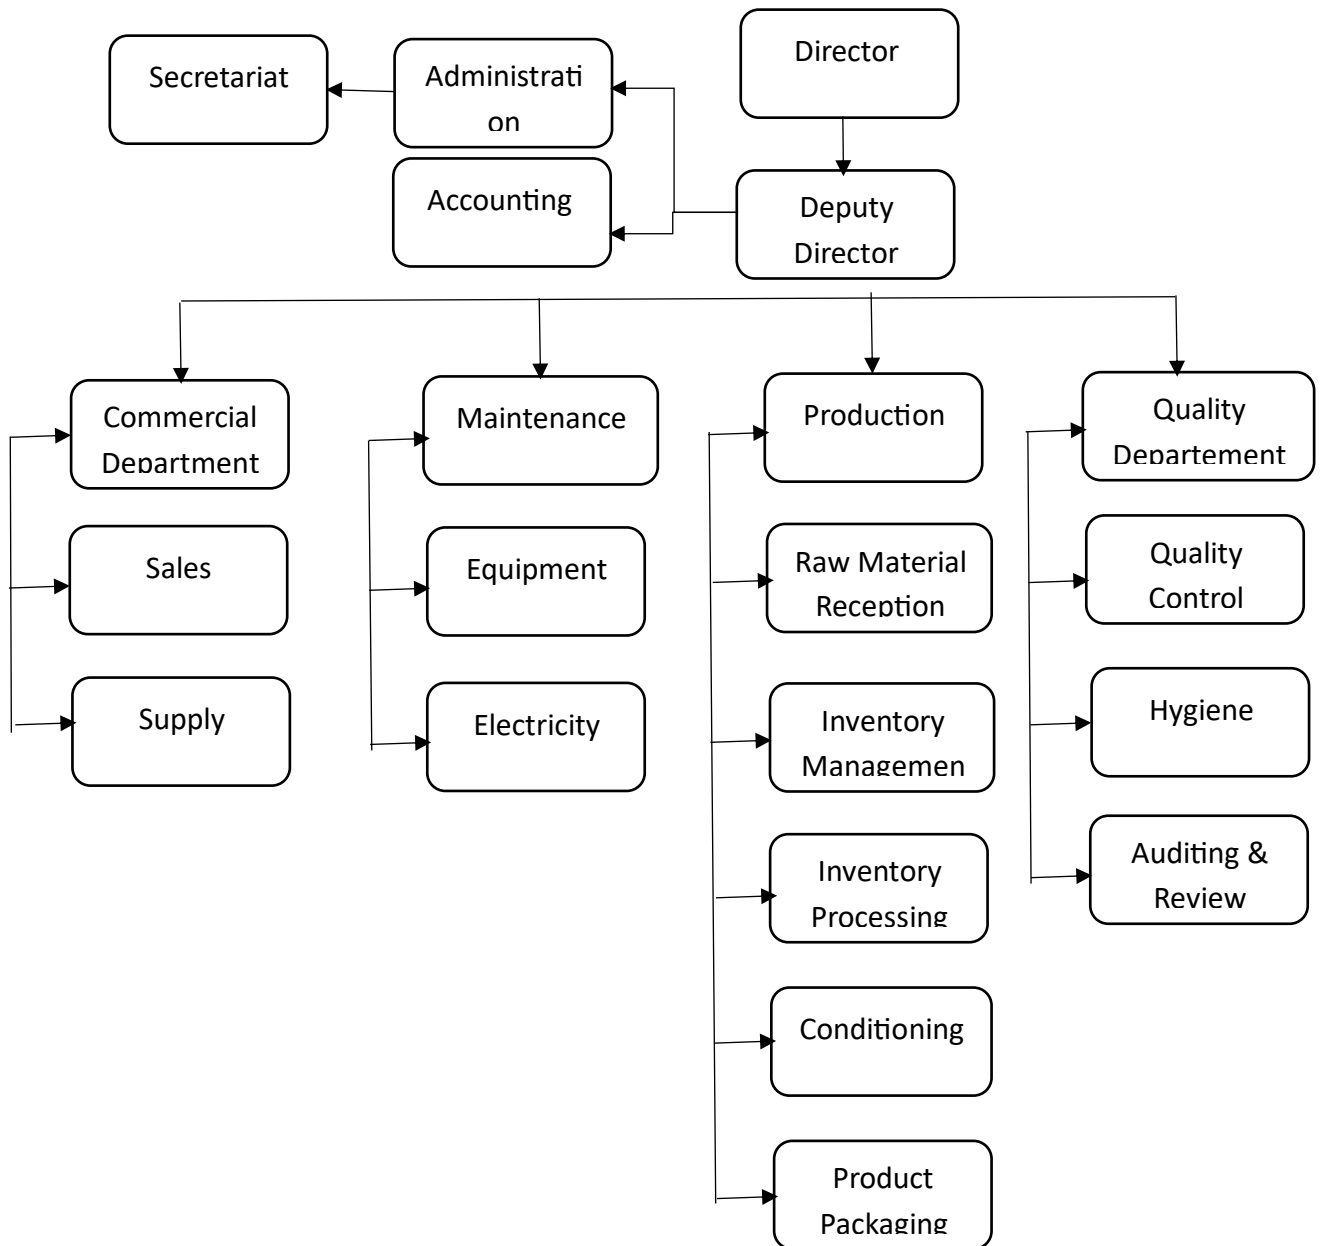 Director
Secretariat
Administrati
on
Accounting
Deputy
Director
Commercial
Department
Sales
Supply
Maintenance
Equipment
Electricity
Production
Raw Material
Reception
Inventory
Managemen
Inventory
Processing
Conditioning
Product
Packaging
Quality
Departement
Quality
Control
Hygiene
Auditing &
Review